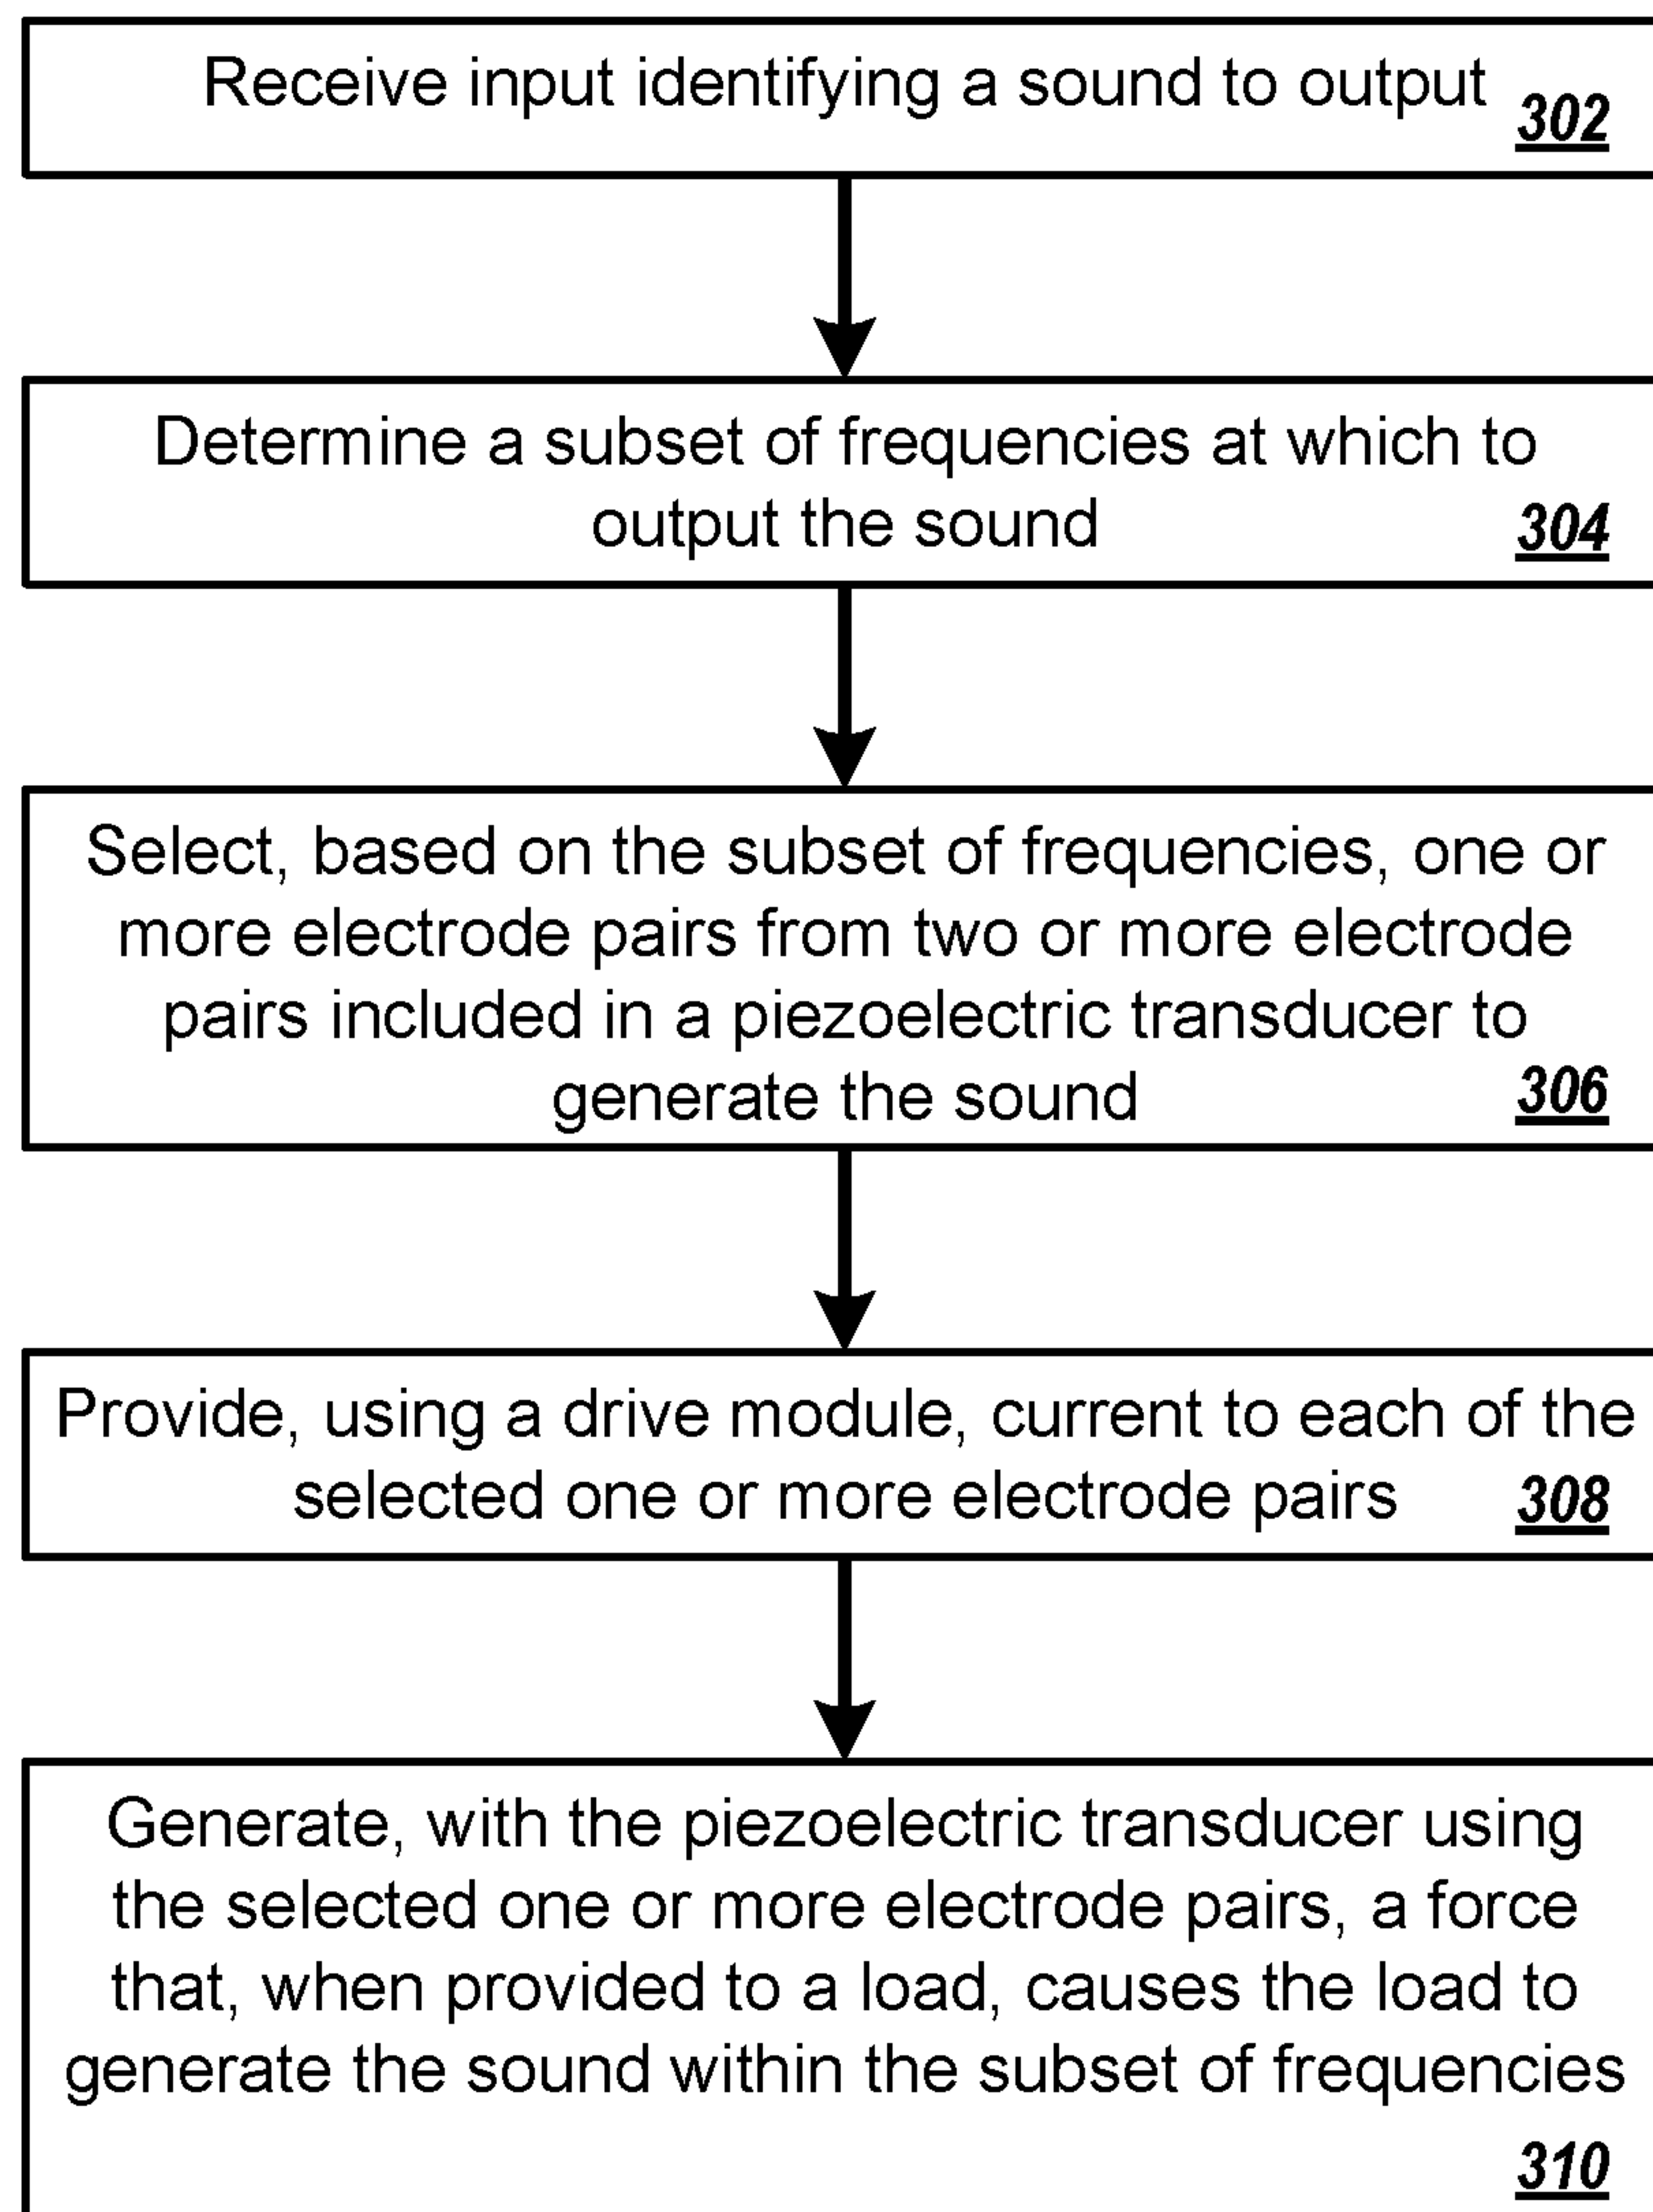 Receive input identifying a sound to output
302
Determine a subset of frequencies at which to
output the sound
304
Select, based on the subset of frequencies, one or
more electrode pairs from two or more electrode
pairs included in a piezoelectric transducer to
generate the sound
306
Provide, using a drive module, current to each of the
selected one or more electrode pairs
308
Generate, with the piezoelectric transducer using
the selected one or more electrode pairs, a force
that, when provided to a load, causes the load to
generate the sound within the subset of frequencies
310